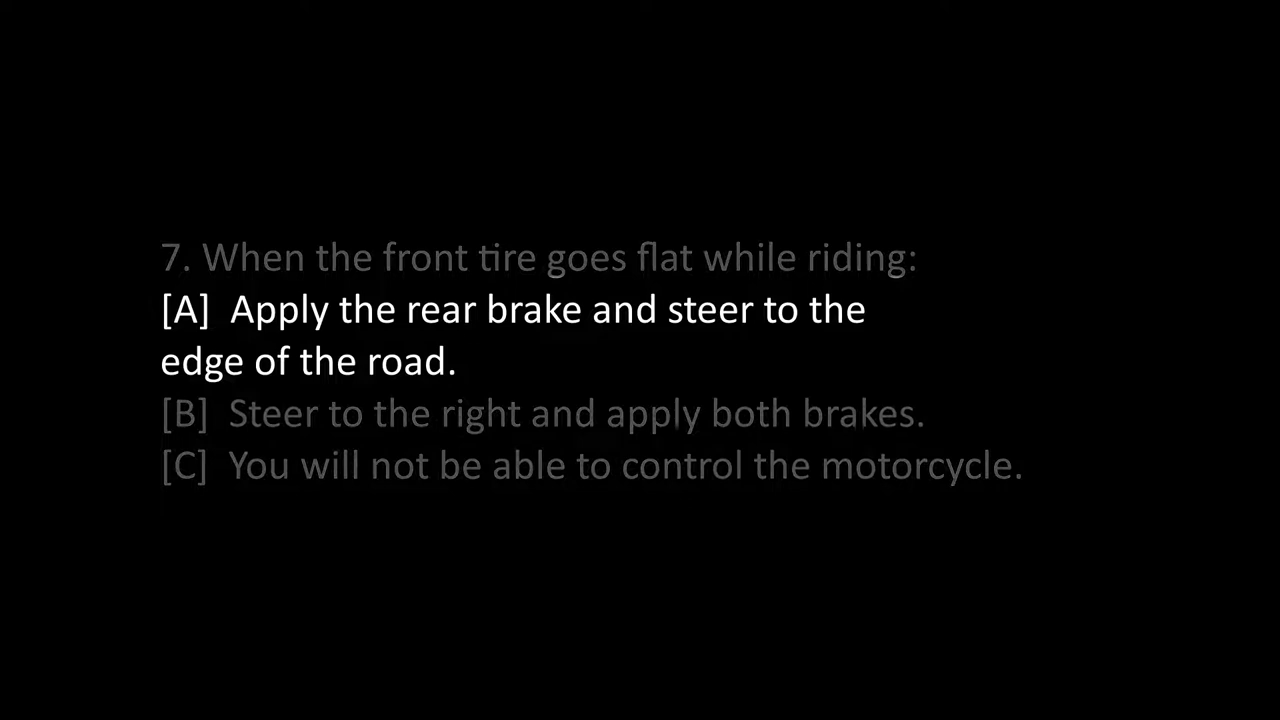 7. When the front tire goes flat while riding:
[A] Apply the rear brake and steer to the
edge of the road.
[B] Steer to the right and apply both brakes.
[C] You will not be able to control the motorcycle.